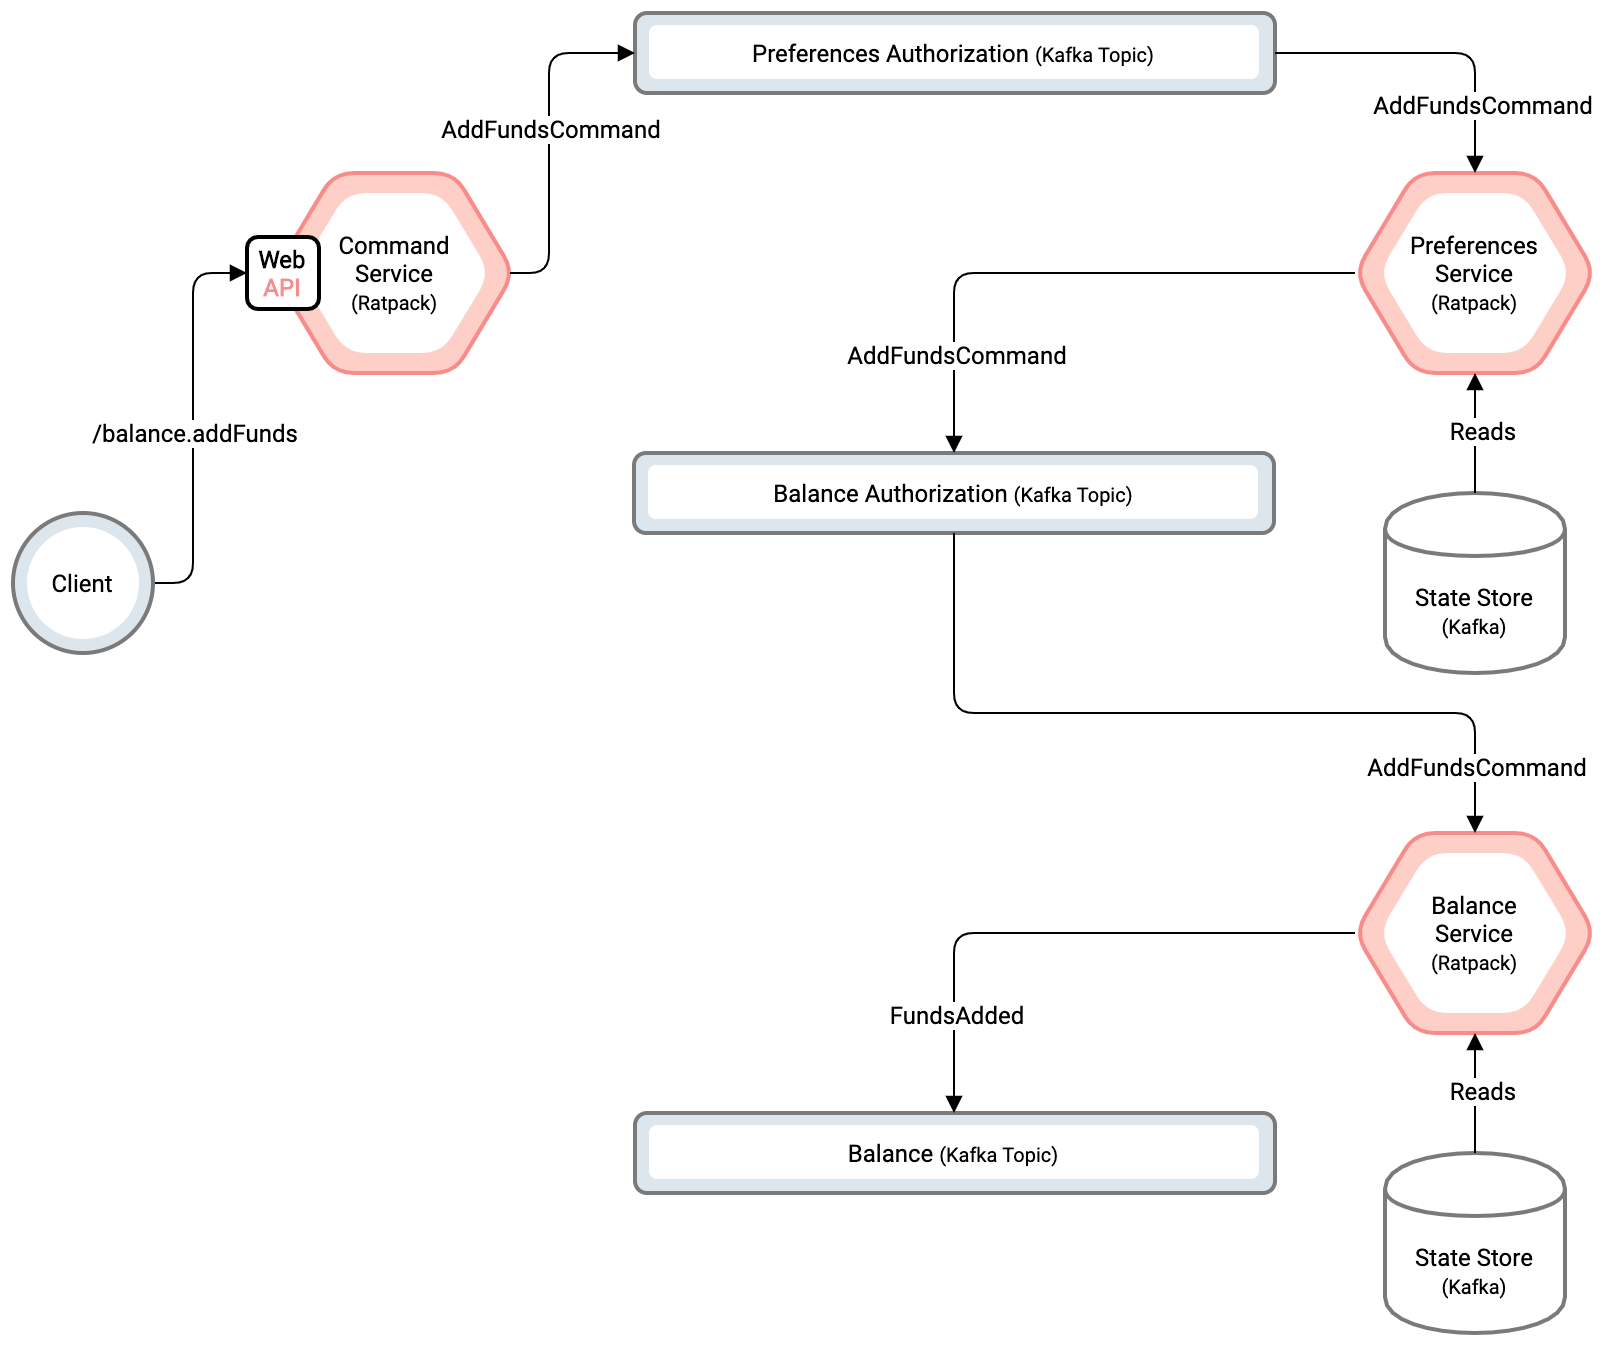 Preferences Authorization (Kafka Topic)
AddFundsCommand
AddFundsCommand
Web
API
Command
Service
(Ratpack)
Preferences
Service
(Ratpack)
AddFundsCommand
/balance.addFunds
Reads
Balance Authorization (Kafka Topic)
Client
State Store
(Kafka)
AddFundsCommand
Balance
Service
(Ratpack)
FundsAdded
Reads
Balance (Kafka Topic)
State Store
(Kafka)